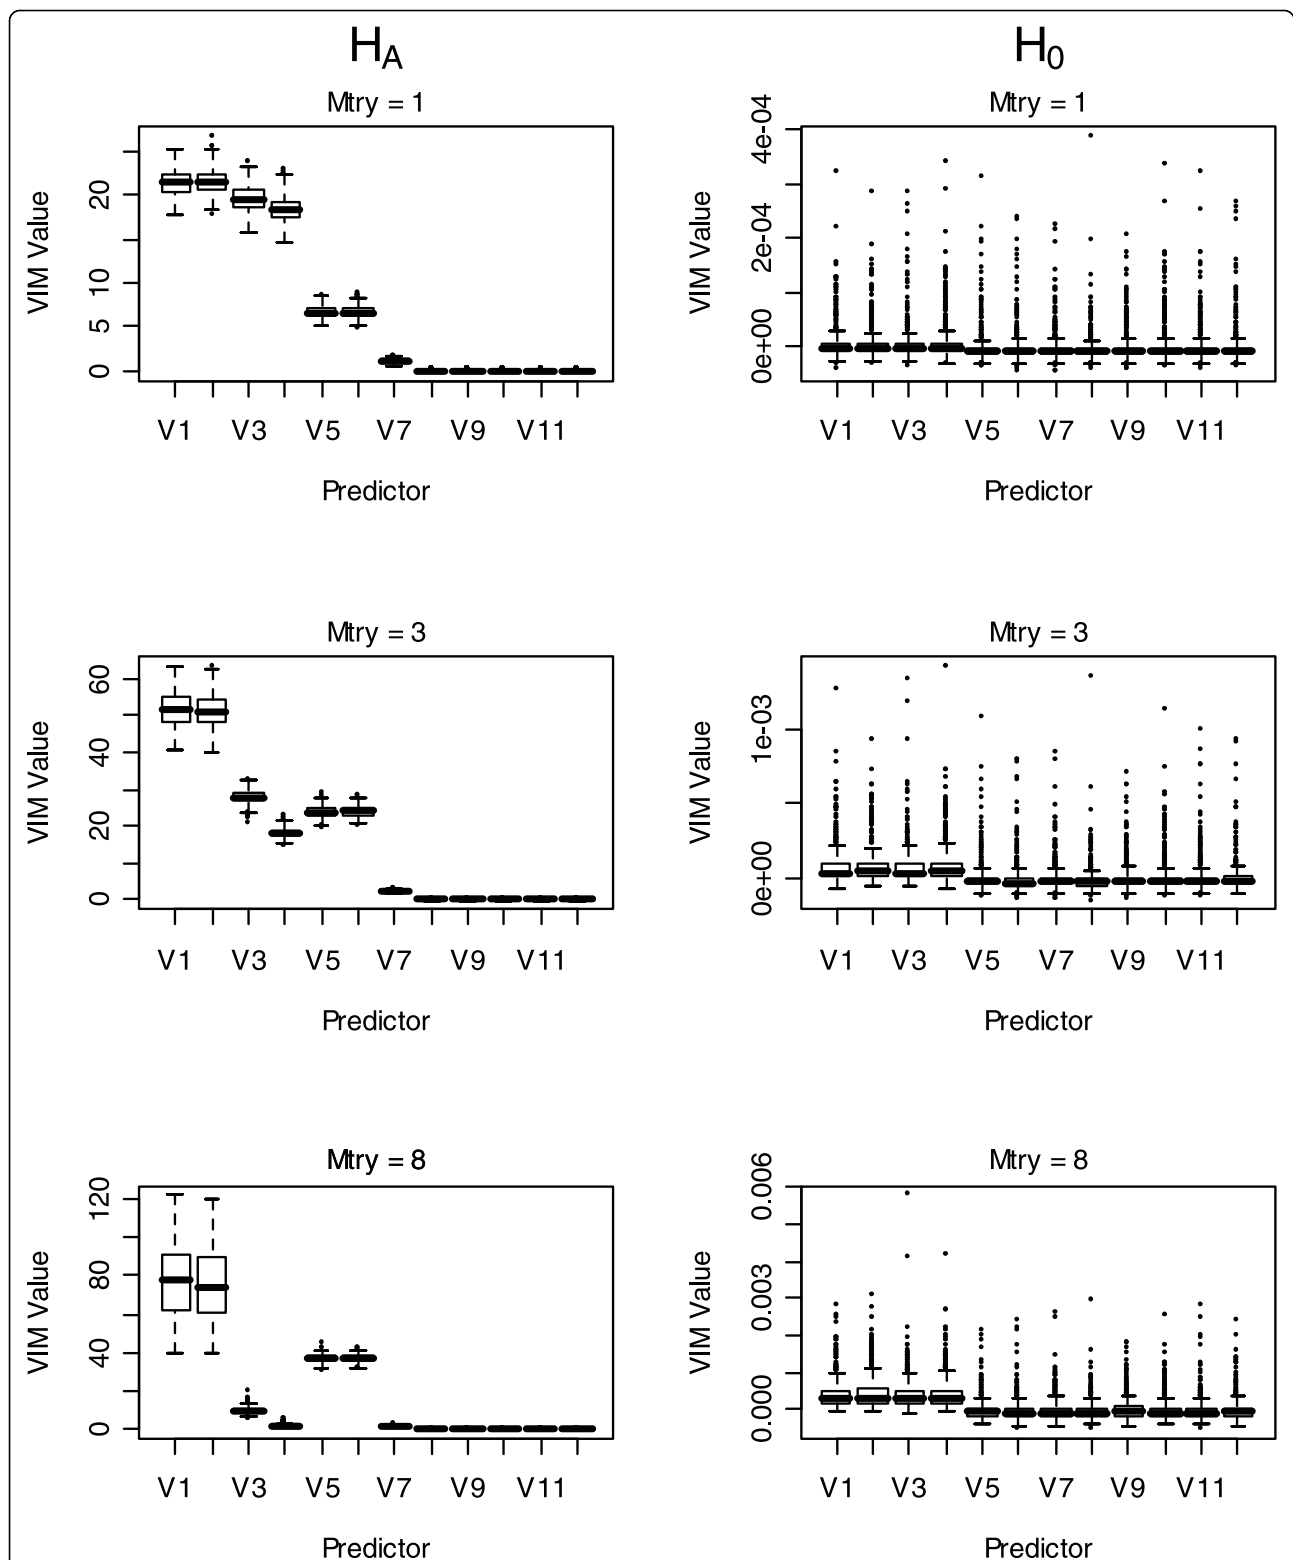 H_A
H_0
Mtry = 1
VIM Value
20
10
5
0
V1 V3 V5 V7 V9 V11
Predictor
Mtry = 1
VIM Value
4e-04
2e-04
0e+00
V1 V3 V5 V7 V9 V11
Predictor
Mtry = 3
VIM Value
60
40
20
0
V1 V3 V5 V7 V9 V11
Predictor
Mtry = 3
VIM Value
1e-03
0e+00
V1 V3 V5 V7 V9 V11
Predictor
Mtry = 8
VIM Value
120
80
40
0
V1 V3 V5 V7 V9 V11
Predictor
Mtry = 8
VIM Value
0.006
0.003
0.000
V1 V3 V5 V7 V9 V11
Predictor